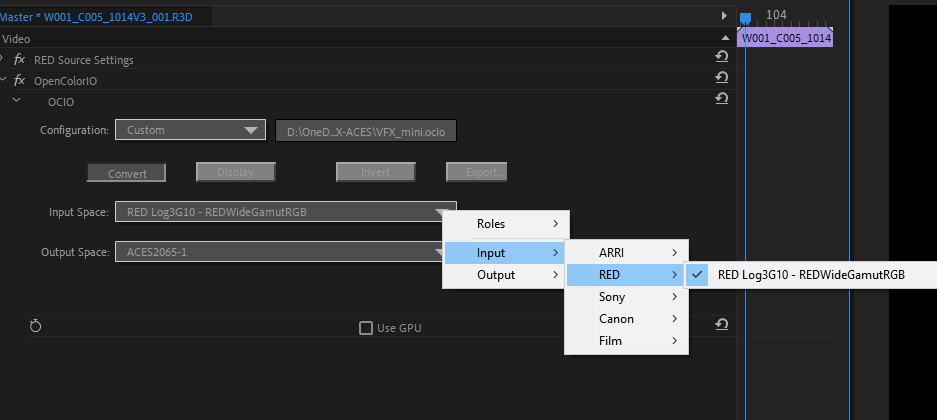 Master * W001_C005_1014V3_001.R3D
104
Video
W001_C005_1014
fx RED Source Settings
fx OpenColorIO
OCIO
Configuration: Custom D:\OneD_X-ACES\VFX_mini.ocio
Convert Display Invert Export...
Input Space: RED Log3G10 - REDWideGamutRGB
Roles
Output Space: ACES2065-1
Input ARRI
Output RED RED Log3G10 - REDWideGamutRGB
Sony
Canon
Film
Use GPU